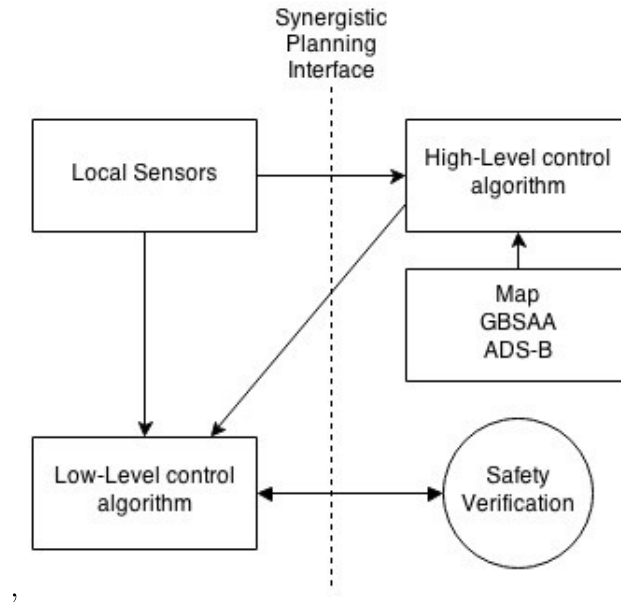 Synergistic
Planning
Interface
Local Sensors
High-Level control
algorithm
Map
GBSAA
ADS-B
Low-Level control
algorithm
Safety
Verification
,